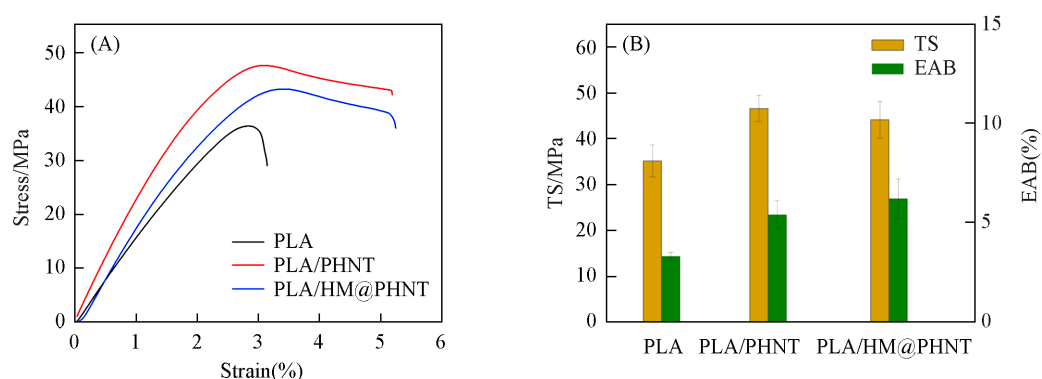 (A)
Stress/MPa
50
40
30
20
10
0
PLA
PLA/PHNT
PLA/HM@PHNT
0 1 2 3 4 5 6
Strain(%)
(B)
TS/MPa
60
50
40
30
20
10
0
TS
EAB
15
10
5
0
EAB(%)
PLA PLA/PHNT PLA/HM@PHNT